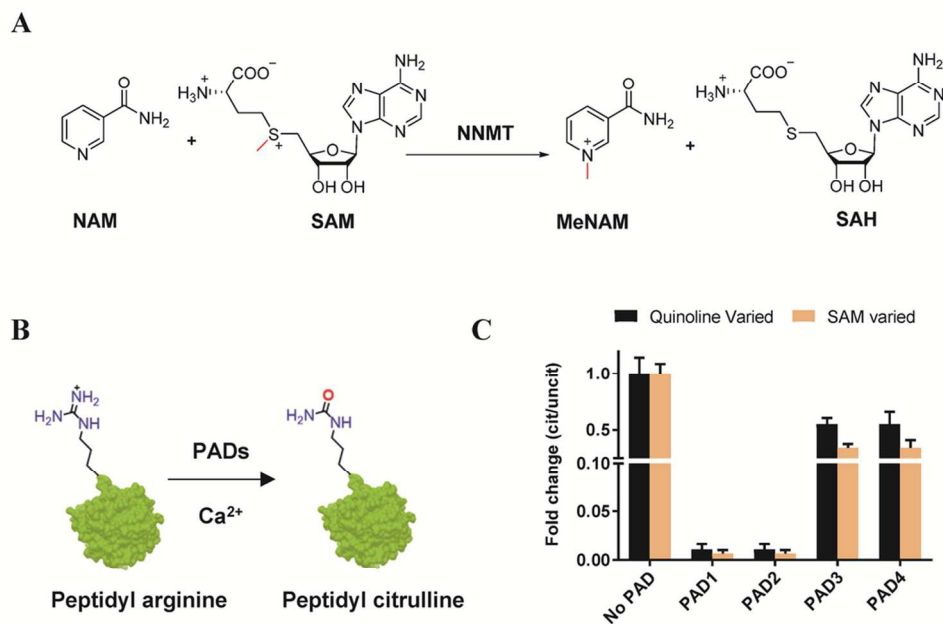 A
O
NH₂
N
NAM
+
COO⁻
H₃N⁺
S⁺
O
OH OH
NH₂
N
N
N
N
SAM
NNMT
O
NH₂
N⁺
MeNAM
+
COO⁻
H₃N⁺
S
O
OH OH
NH₂
N
N
N
N
SAH
B
NH₂⁺
H₂N
NH
Peptidyl arginine
PADs
Ca²⁺
O
H₂N
NH
Peptidyl citrulline
C
Quinoline Varied
SAM varied
Fold change (cit/uncit)
1.0
0.5
0.10
0.05
0.00
No PAD
PAD1
PAD2
PAD3
PAD4